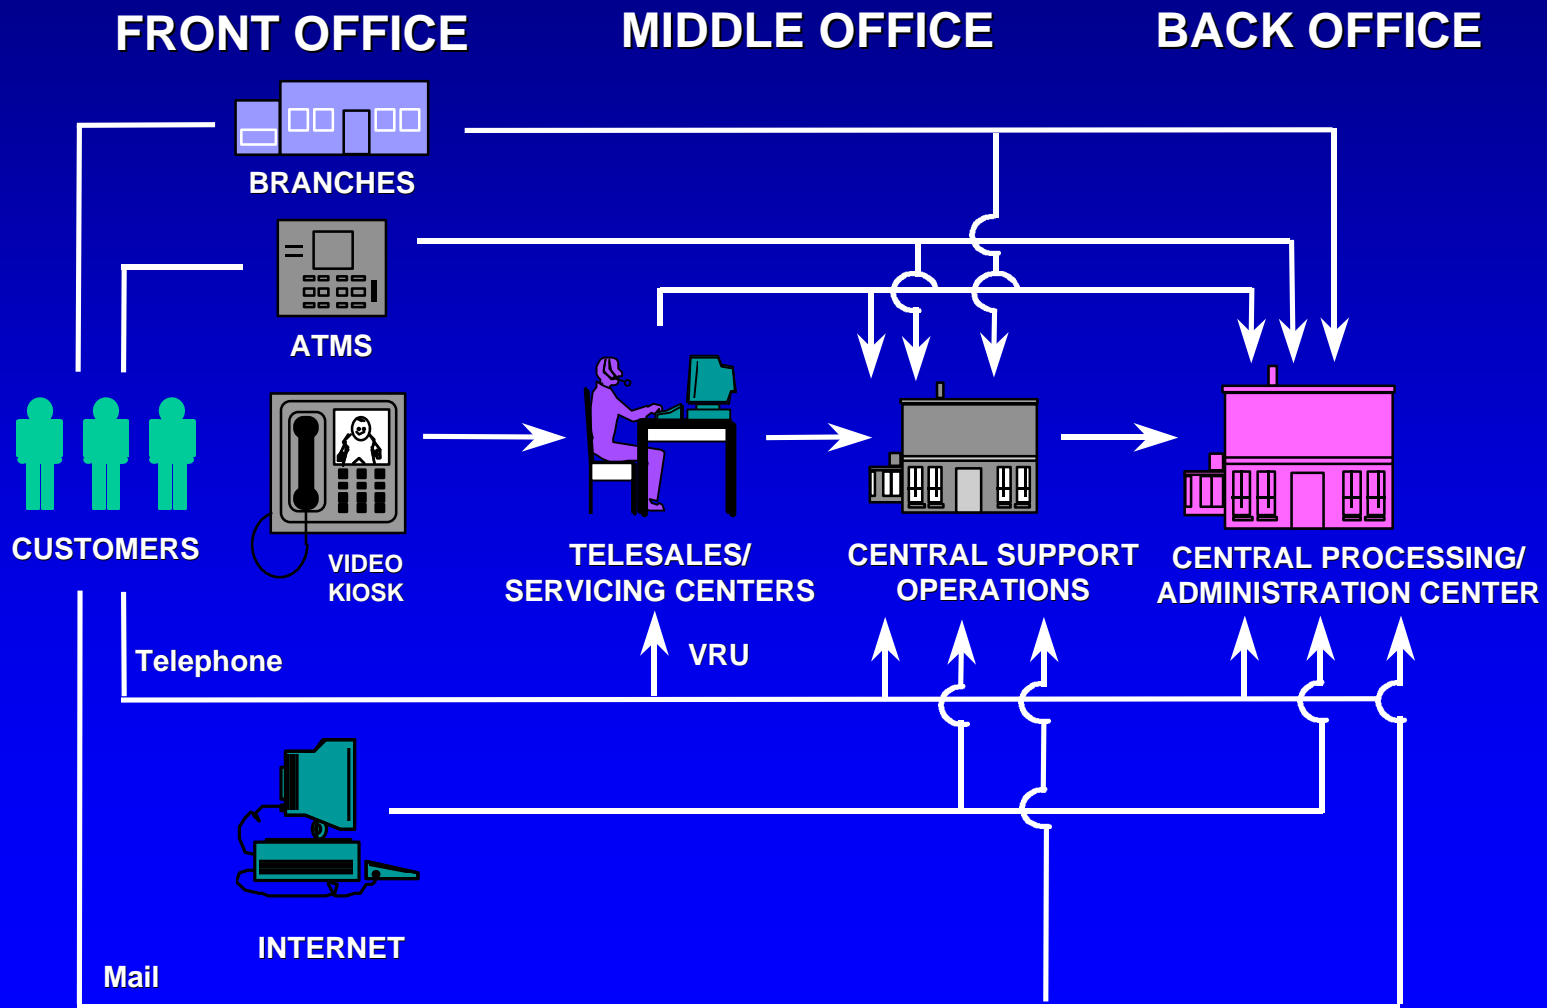 FRONT OFFICE
MIDDLE OFFICE
BACK OFFICE
BRANCHES
ATMS
CUSTOMERS
VIDEO
KIOSK
TELESALES/
SERVICING CENTERS
CENTRAL SUPPORT
OPERATIONS
CENTRAL PROCESSING/
ADMINISTRATION CENTER
Telephone
VRU
INTERNET
Mail